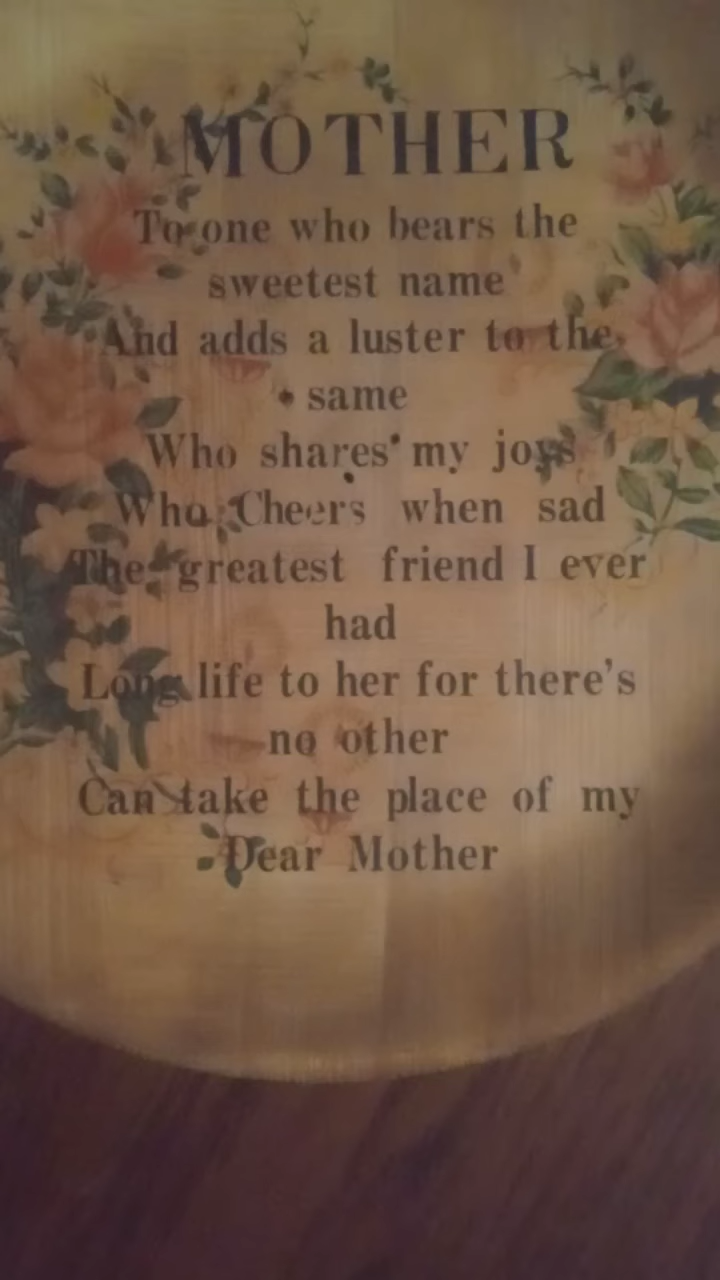 MOTHER
To one who bears the
sweetest name
And adds a luster to the
same
Who shares my joys
Who Cheers when sad
The greatest friend I ever
had
Long life to her for there's
no other
Can take the place of my
Dear Mother